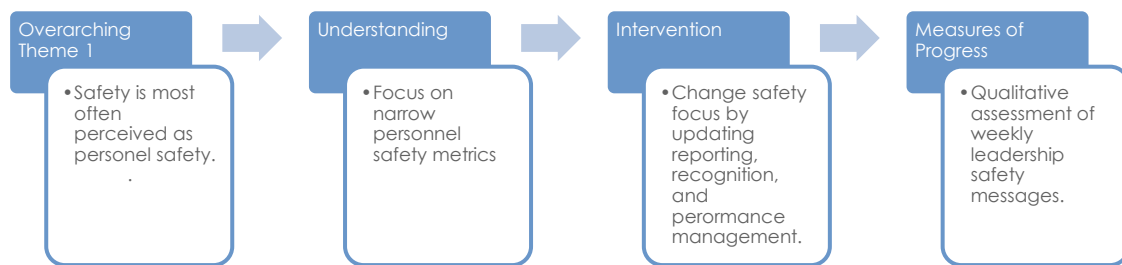 Overarching
Theme 1
•Safety is most
often
perceived as
personel safety.
.
Understanding
•Focus on
narrow
personnel
safety metrics
Intervention
•Change safety
focus by
updating
reporting,
recognition,
and
perormance
management.
Measures of
Progress
•Qualitative
assessment of
weekly
leadership
safety
messages.